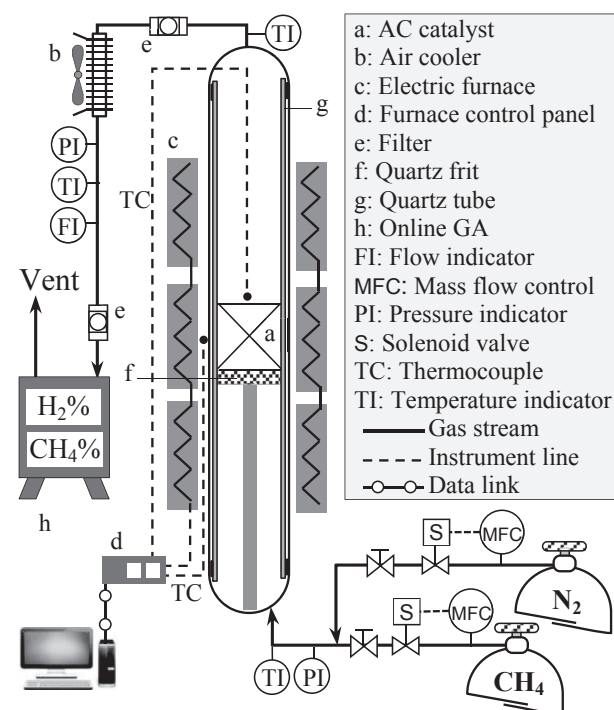 e
TI
b
PI
TI
FI
TC
c
g
Vent
e
a
f
H₂%
CH₄%
h
d
TC
TI
PI
S
MFC
N₂
S
MFC
CH₄
a: AC catalyst
b: Air cooler
c: Electric furnace
d: Furnace control panel
e: Filter
f: Quartz frit
g: Quartz tube
h: Online GA
FI: Flow indicator
MFC: Mass flow control
PI: Pressure indicator
S: Solenoid valve
TC: Thermocouple
TI: Temperature indicator
Gas stream
Instrument line
Data link